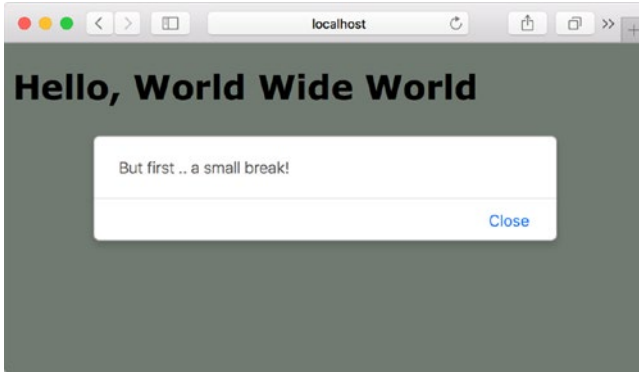 localhost
Hello, World Wide World
But first .. a small break!
Close